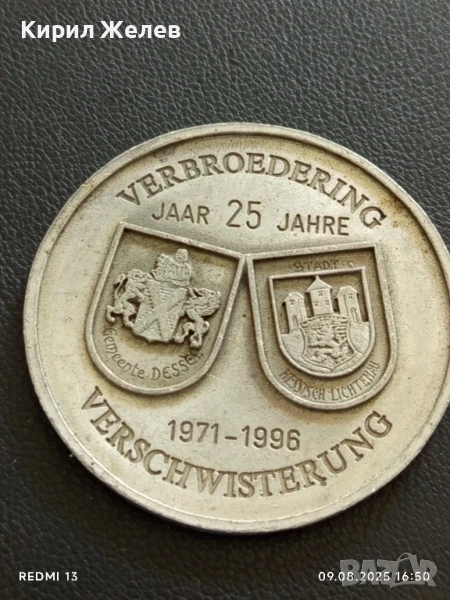 Кирил Желев
VERBROEDERING
JAAR 25 JAHRE
STADT
Gemeente DESSEL
HESSISCH-LICHTENAU
1971-1996
VERSCHWISTERUNG
REDMI 13
09.08.2025 16:50
BAZAR